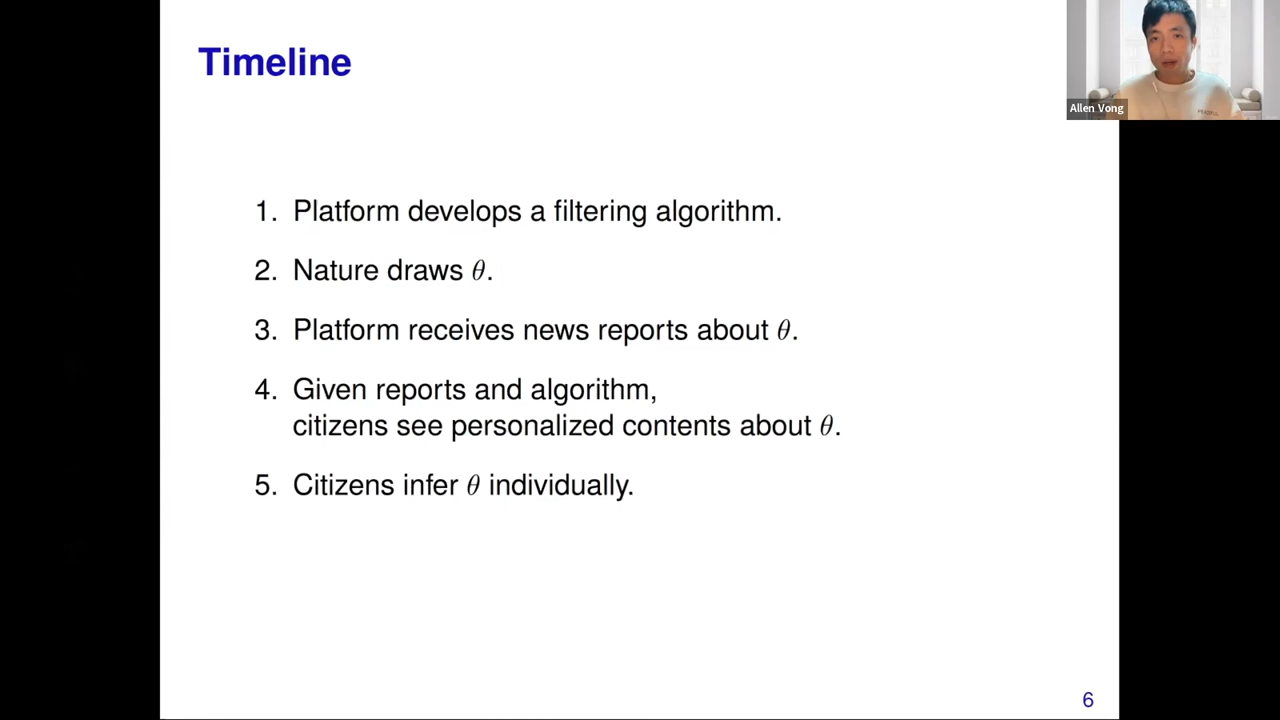 Timeline
Allen Vong
1. Platform develops a filtering algorithm.
2. Nature draws θ.
3. Platform receives news reports about θ.
4. Given reports and algorithm,
citizens see personalized contents about θ.
5. Citizens infer θ individually.
6